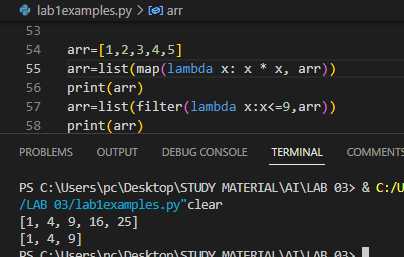 lab1examples.py > arr
53
54 arr=[1,2,3,4,5]
55 arr=list(map(lambda x: x * x, arr))
56 print(arr)
57 arr=list(filter(lambda x:x<=9,arr))
58 print(arr)
PROBLEMS OUTPUT DEBUG CONSOLE TERMINAL COMMENTS
PS C:\Users\pc\Desktop\STUDY MATERIAL\AI\LAB 03> & C:/U
/LAB 03/lab1examples.py"clear
[1, 4, 9, 16, 25]
[1, 4, 9]
PS C:\Users\pc\Desktop\STUDY MATERIAL\AI\LAB 03>